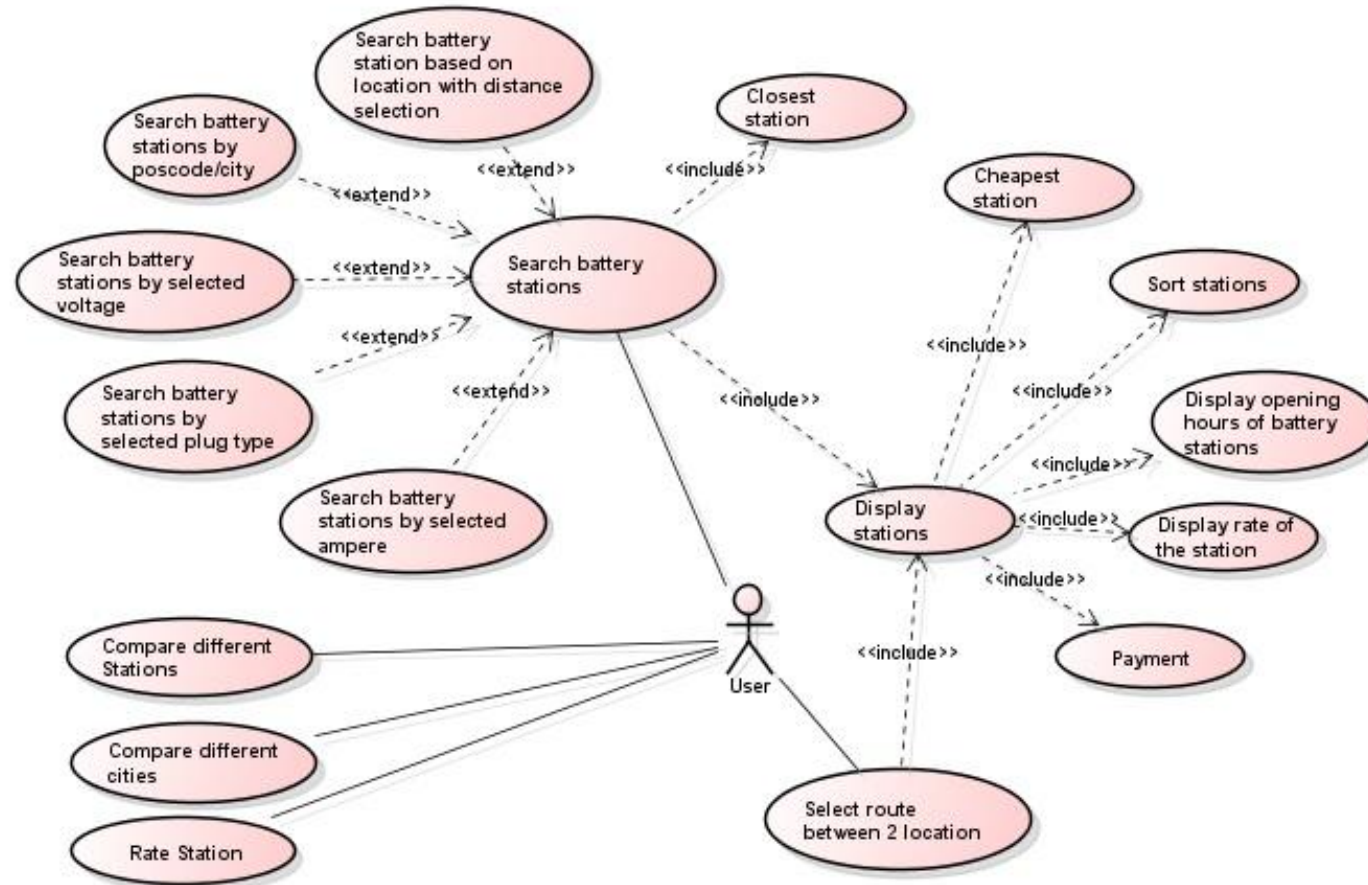 Search battery
station based on
location with distance
selection
Closest
station
Search battery
stations by
poscode/city
<<extend>>
<<include>>
<<extend>>
Cheapest
station
Search battery
stations by selected
voltage
<<extend>>
Search battery
stations
Sort stations
<<extend>>
<<include>>
Search battery
stations by
selected plug type
<<extend>>
<<include>>
<<include>>
Display opening
hours of battery
stations
<<include>>
Search battery
stations by selected
ampere
Display
stations
<<include>>
Display rate of
the station
<<include>>
Compare different
Stations
User
<<include>>
Payment
Compare different
cities
Select route
between 2 location
Rate Station